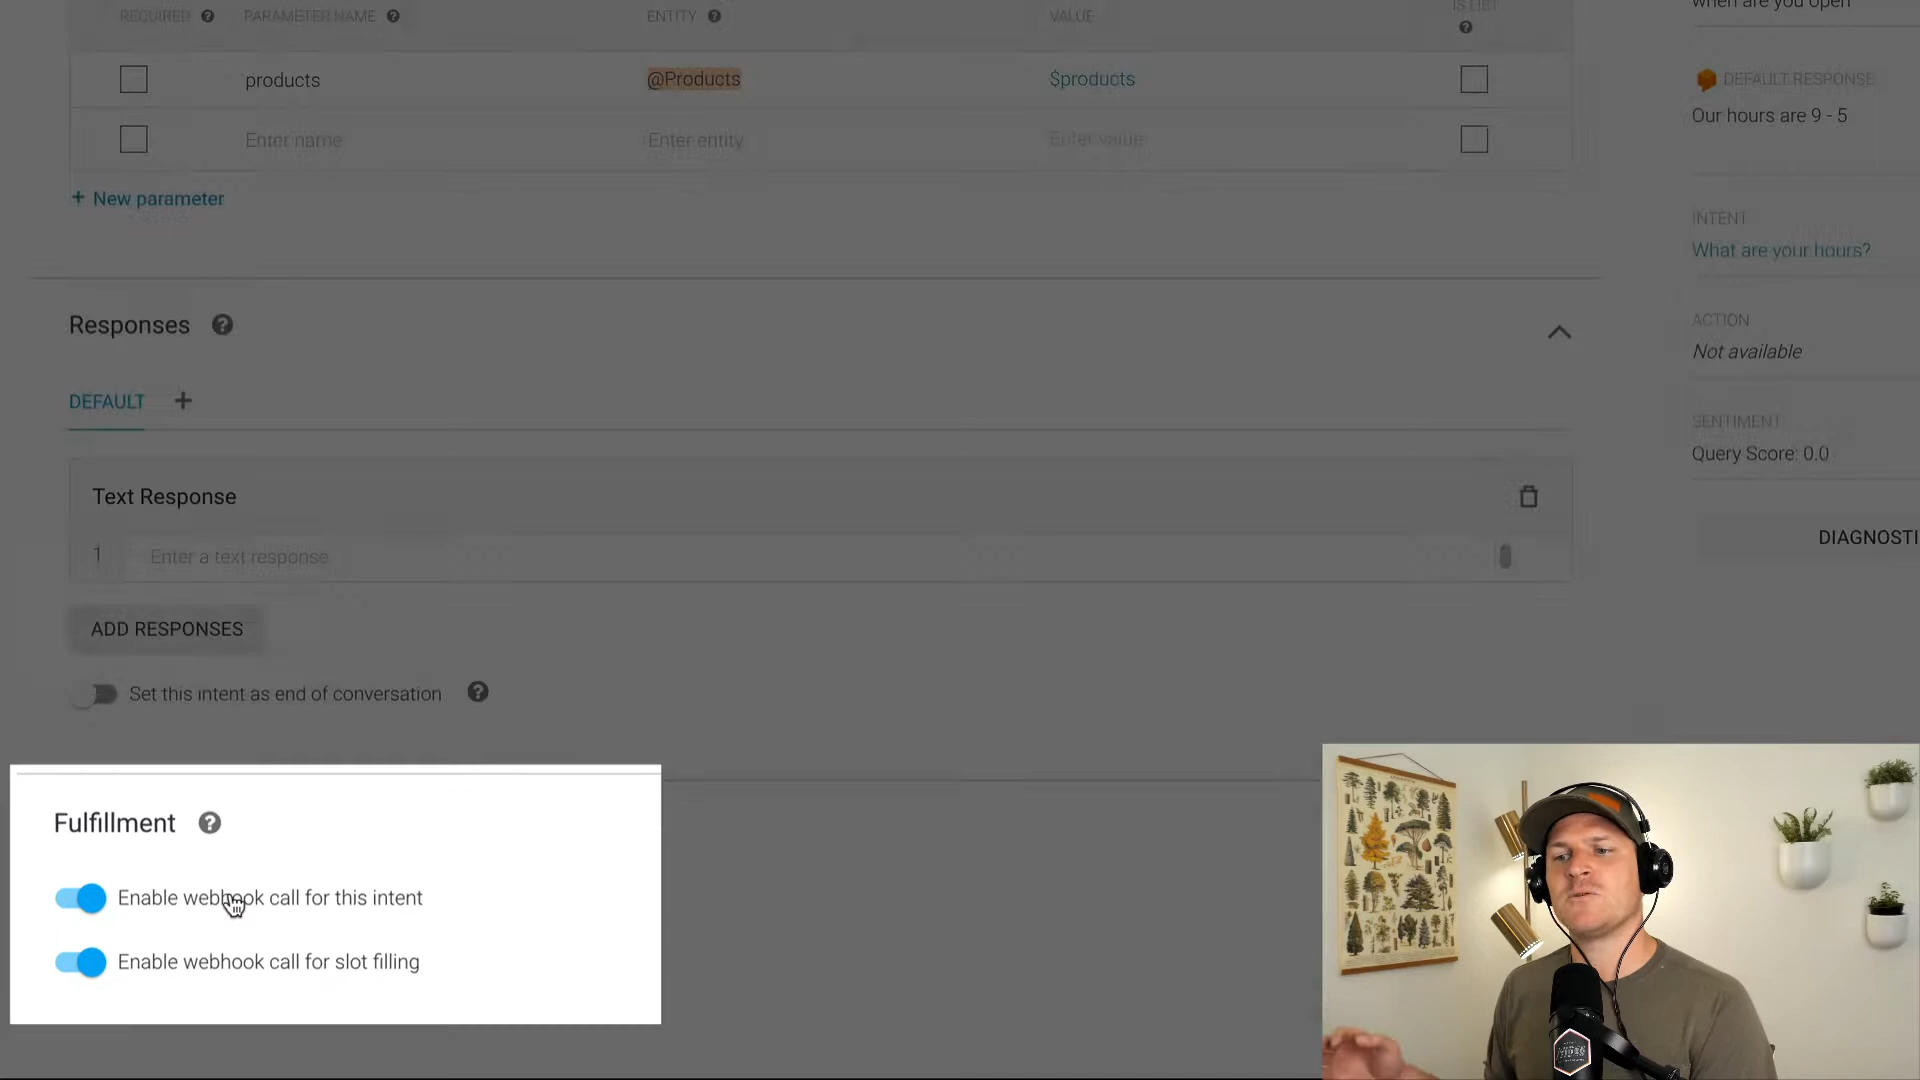 when are you open
REQUIRED PARAMETER NAME ENTITY VALUE IS LIST
products @Products $products
DEFAULT RESPONSE
Our hours are 9 - 5
Enter name Enter entity Enter value
+ New parameter
INTENT
What are your hours?
Responses
ACTION
Not available
DEFAULT +
SENTIMENT
Query Score: 0.0
Text Response
DIAGNOSTI
1 Enter a text response
ADD RESPONSES
Set this intent as end of conversation
Fulfillment
Enable webhook call for this intent
Enable webhook call for slot filling